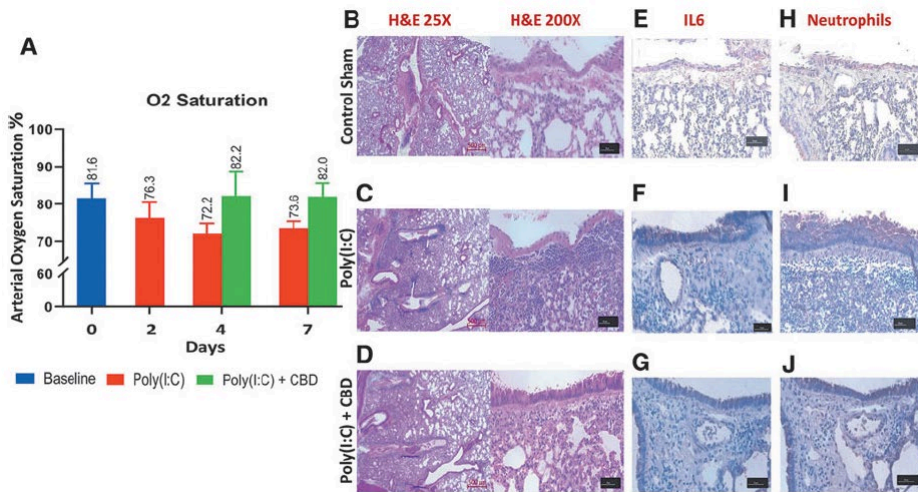 A
O2 Saturation
Arterial Oxygen Saturation %
100
90
80
70
60
0
81.6
76.3
72.2
82.2
73.6
82.0
0 2 4 7
Days
Baseline Poly(I:C) Poly(I:C) + CBD
B H&E 25X H&E 200X E IL6 H Neutrophils
Control Sham
C F I
Poly(I:C)
D G J
Poly(I:C) + CBD